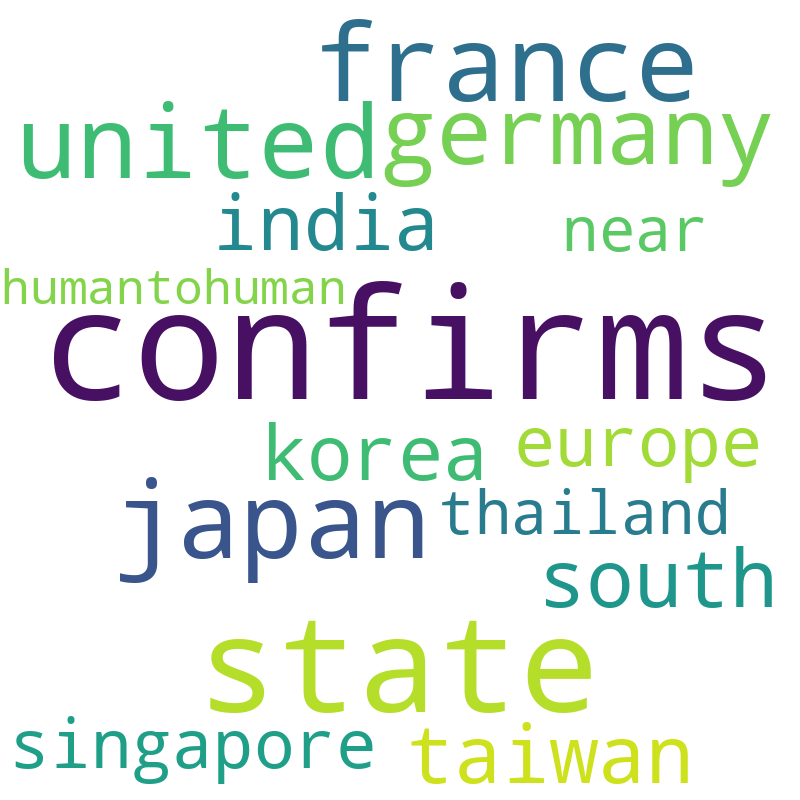 france
united germany
india near
humantohuman
confirms
korea europe
japan thailand
south
state
singapore taiwan